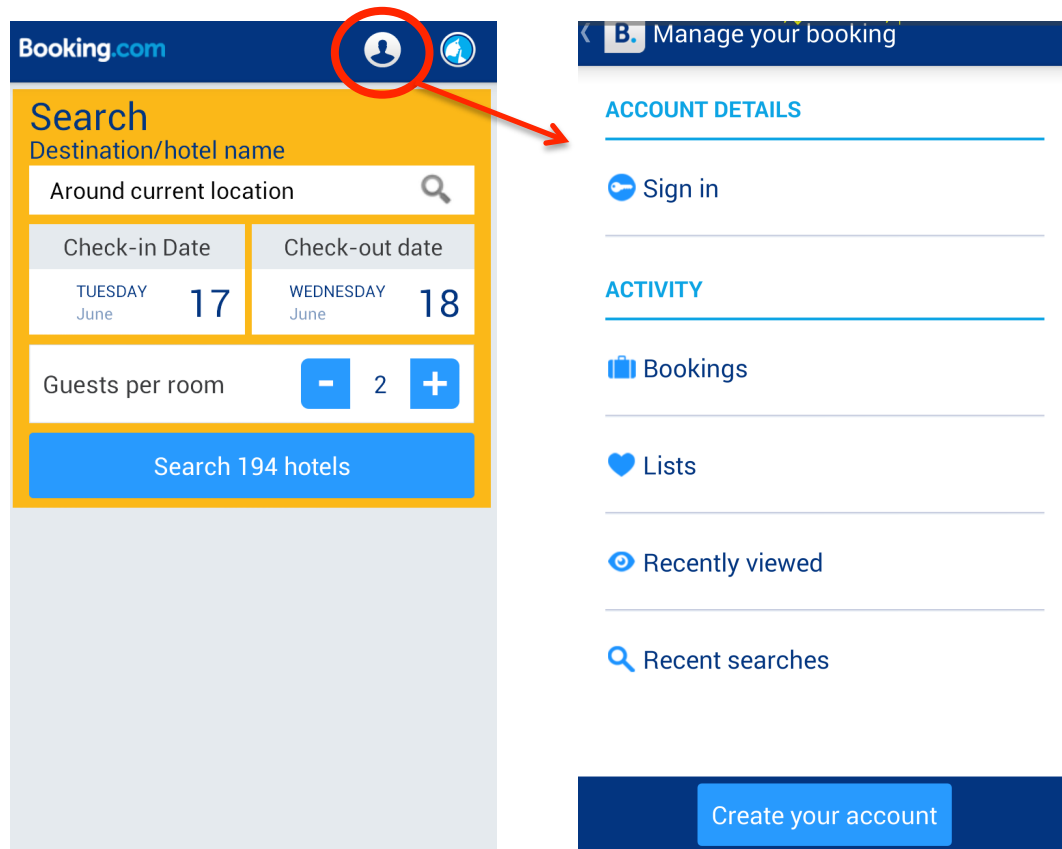 Booking.com
Search
Destination/hotel name
Around current location
Check-in Date
Check-out date
TUESDAY
June
17
WEDNESDAY
June
18
Guests per room
-
2
+
Search 194 hotels
B. Manage your booking
ACCOUNT DETAILS
Sign in
ACTIVITY
Bookings
Lists
Recently viewed
Recent searches
Create your account